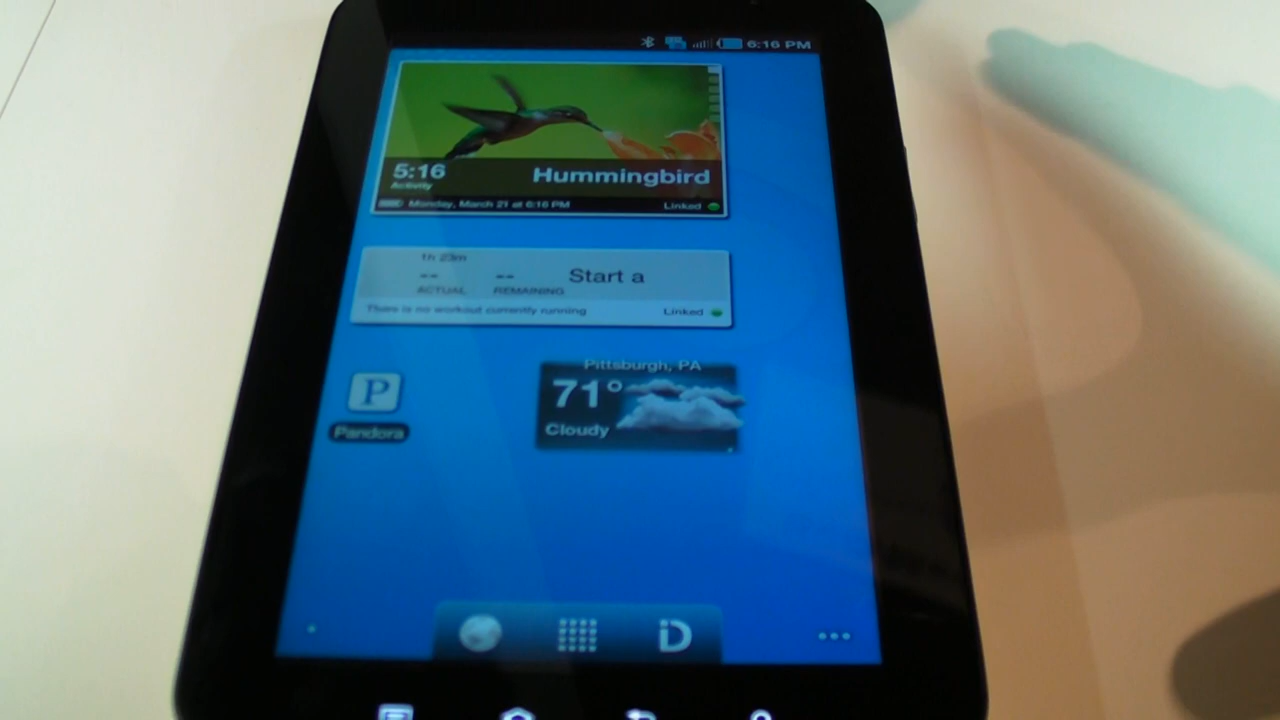 6:16 PM
5:16
Activity
Hummingbird
Monday, March 21 at 6:16 PM
Linked
1h 23m
-- --
Start a
ACTUAL REMAINING
There is no workout currently running
Linked
Pittsburgh, PA
71°
Cloudy
P
Pandora
iD